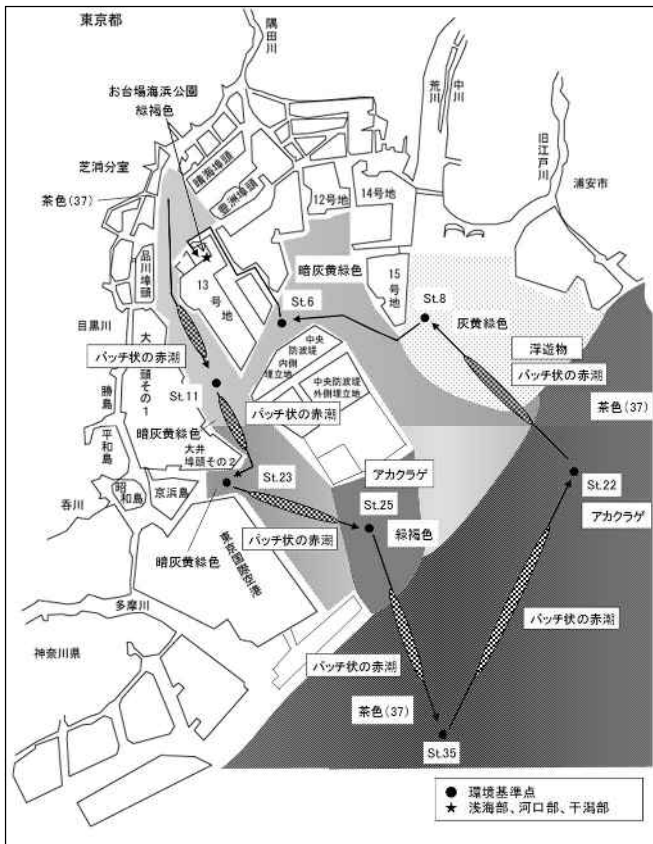 東京都
隅田川
荒川
中川
旧江戸川
浦安市
お台場海浜公園
緑褐色
芝浦分室
茶色(37)
晴海埠頭
豊洲埠頭
12号地
14号地
15号地
品川埠頭
13号地
暗灰黄緑色
St.6
St.8
灰黄緑色
目黒川
中央
防波堤
内側
埋立地
中央防波堤
外側埋立地
浮遊物
パッチ状の赤潮
パッチ状の赤潮
St.11
パッチ状の赤潮
茶色(37)
勝島
暗灰黄緑色
大井
埠頭その2
平和島
昭和島
京浜島
呑川
St.23
アカクラゲ
St.25
緑褐色
St.22
アカクラゲ
パッチ状の赤潮
暗灰黄緑色
東京国際空港
多摩川
パッチ状の赤潮
神奈川県
パッチ状の赤潮
茶色(37)
St.35
● 環境基準点
★ 浅海部、河口部、干潟部